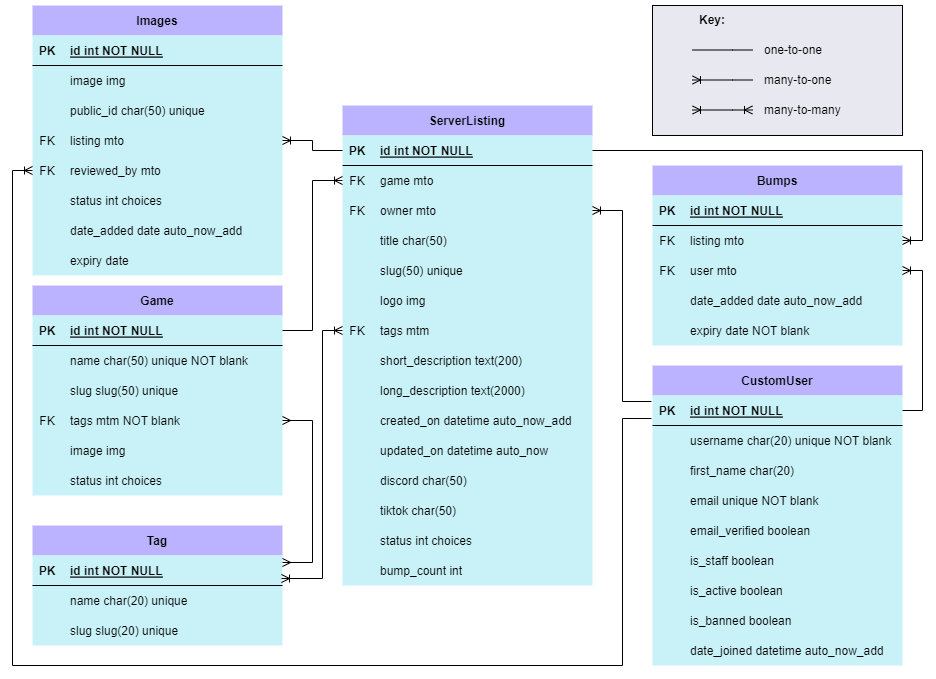 Images
PK id int NOT NULL
image img
public_id char(50) unique
FK listing mto
FK reviewed_by mto
status int choices
date_added date auto_now_add
expiry date
Game
PK id int NOT NULL
name char(50) unique NOT blank
slug slug(50) unique
FK tags mtm NOT blank
image img
status int choices
Tag
PK id int NOT NULL
name char(20) unique
slug slug(20) unique
ServerListing
PK id int NOT NULL
FK game mto
FK owner mto
title char(50)
slug(50) unique
logo img
FK tags mtm
short_description text(200)
long_description text(2000)
created_on datetime auto_now_add
updated_on datetime auto_now
discord char(50)
tiktok char(50)
status int choices
bump_count int
Key:
one-to-one
many-to-one
many-to-many
Bumps
PK id int NOT NULL
FK listing mto
FK user mto
date_added date auto_now_add
expiry date NOT blank
CustomUser
PK id int NOT NULL
username char(20) unique NOT blank
first_name char(20)
email unique NOT blank
email_verified boolean
is_staff boolean
is_active boolean
is_banned boolean
date_joined datetime auto_now_add